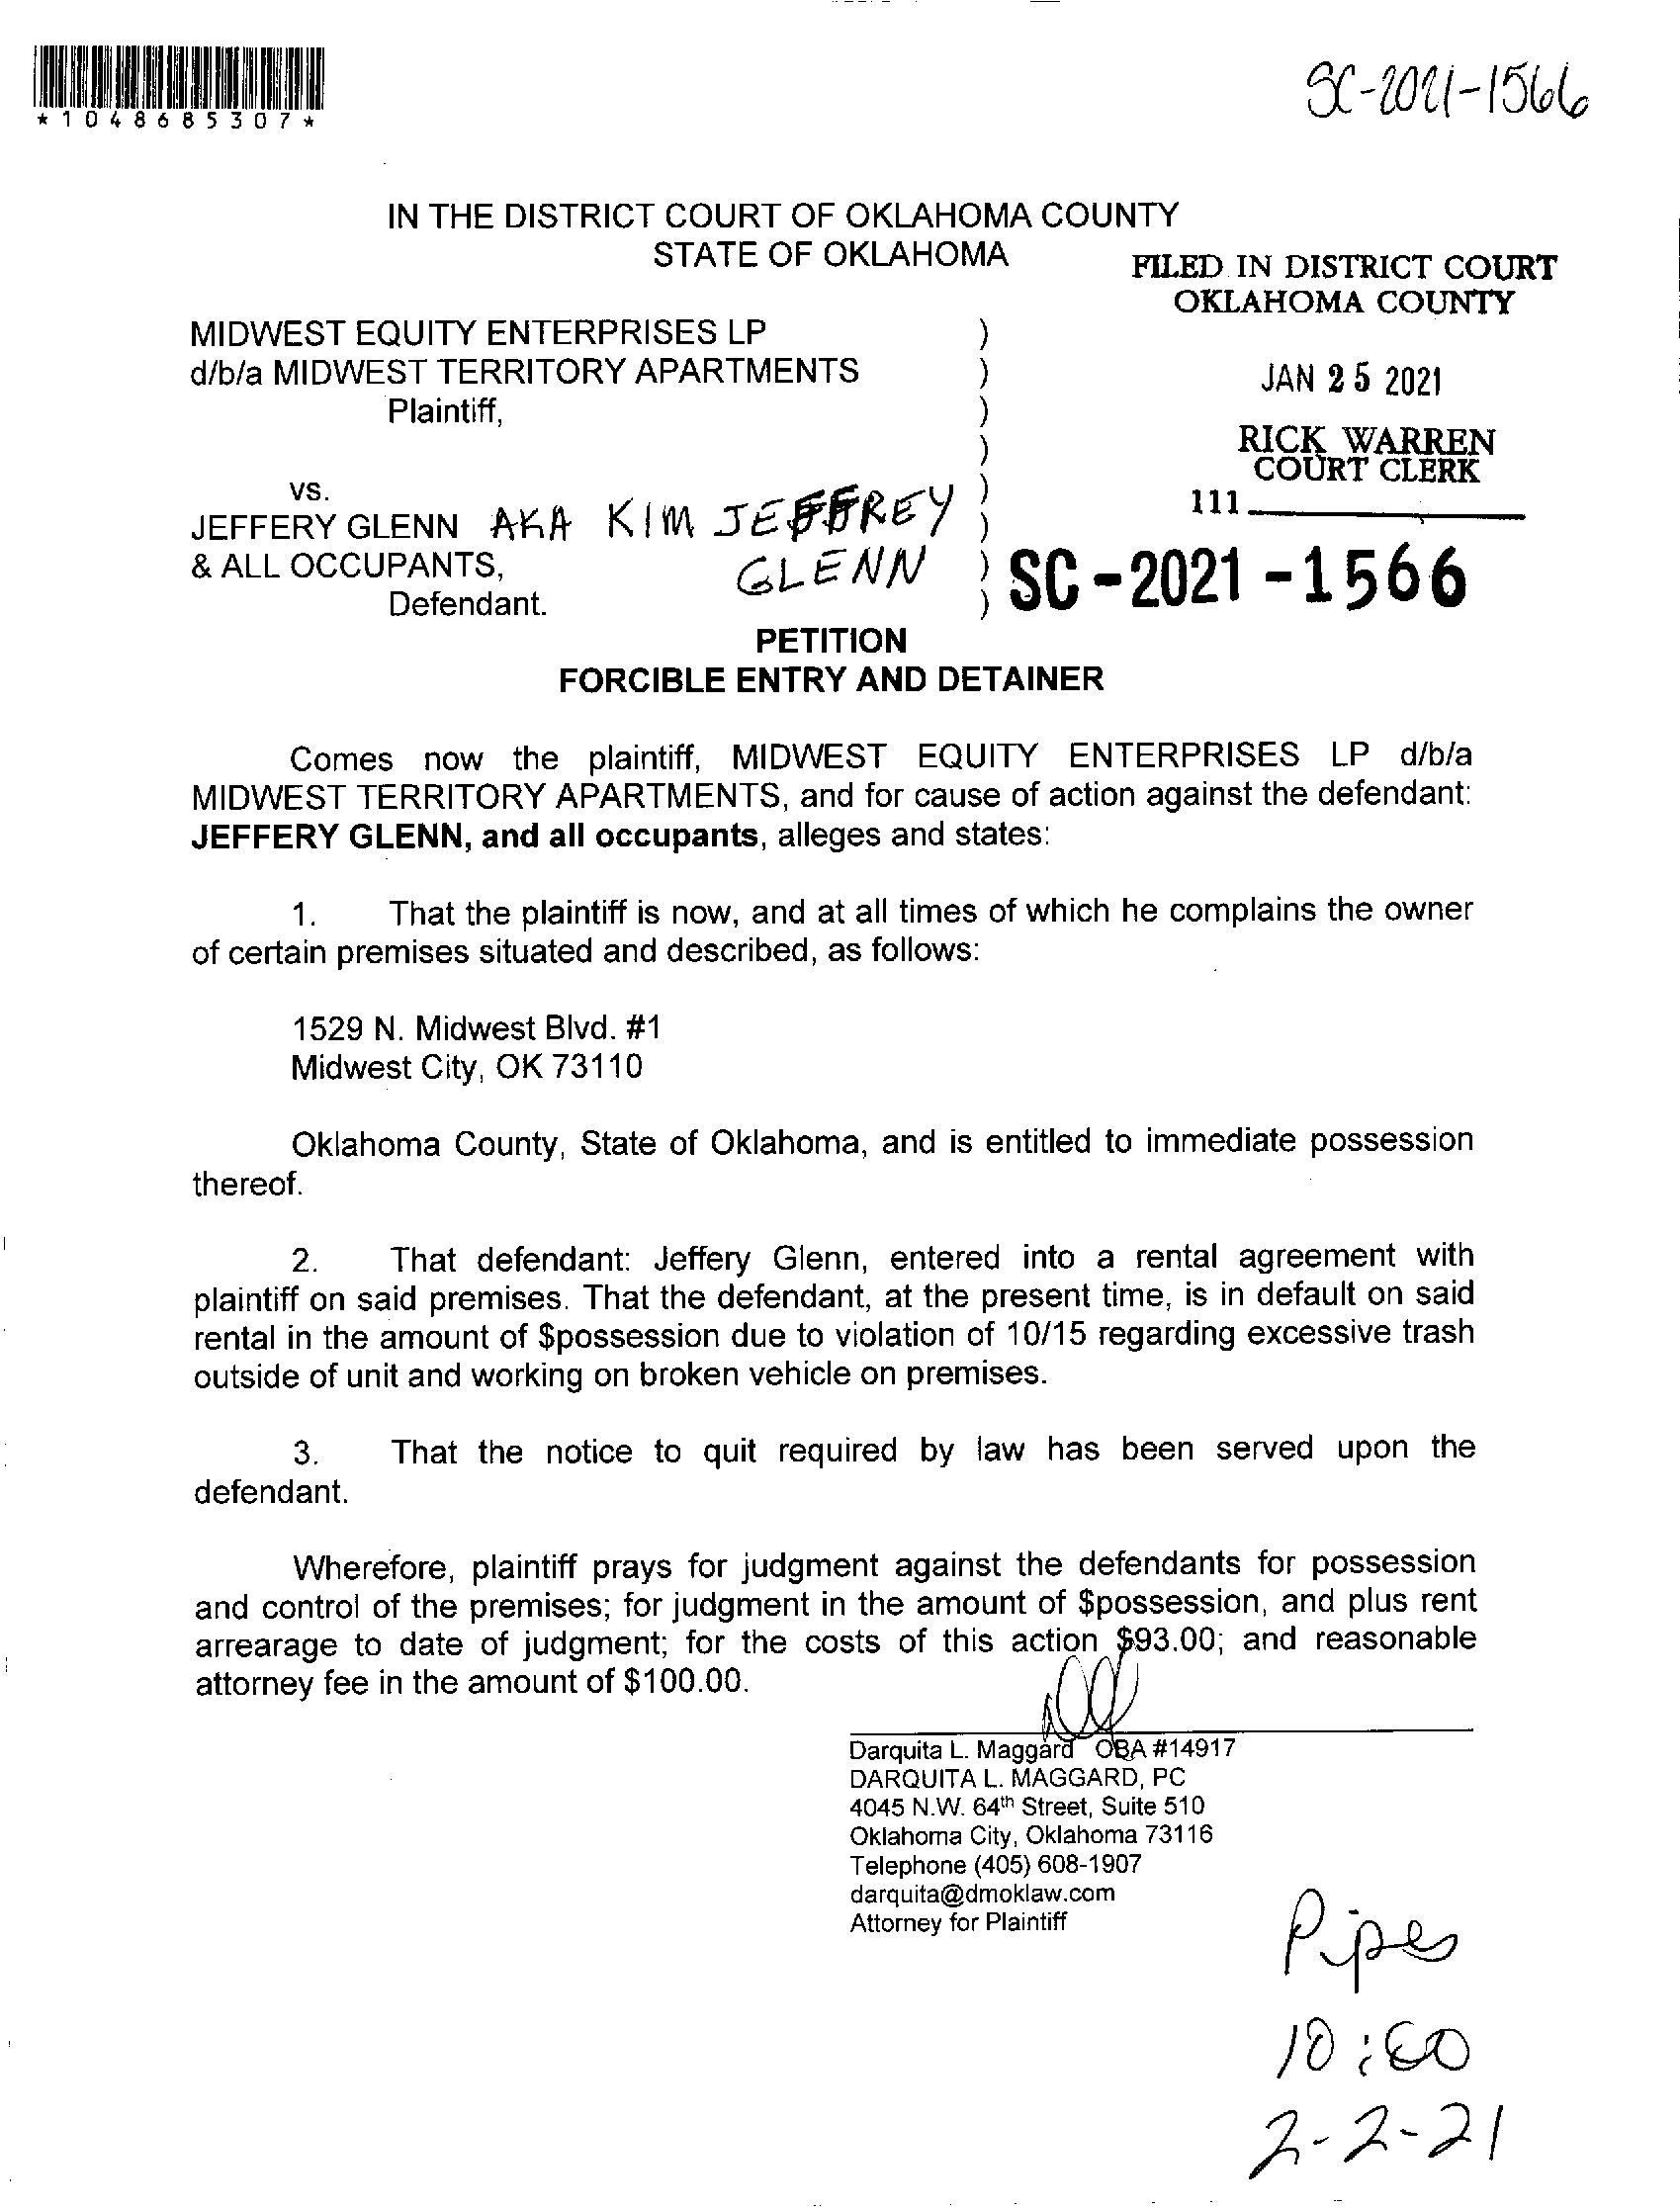 *1048685307*
SC-2021-1566
IN THE DISTRICT COURT OF OKLAHOMA COUNTY
STATE OF OKLAHOMA
FILED IN DISTRICT COURT
OKLAHOMA COUNTY
JAN 25 2021
RICK WARREN
COURT CLERK
111
MIDWEST EQUITY ENTERPRISES LP )
d/b/a MIDWEST TERRITORY APARTMENTS )
Plaintiff, )
)
vs. )
JEFFERY GLENN AKA KIM JEFFREY )
& ALL OCCUPANTS, GLENN )
Defendant. )
SC-2021-1566
PETITION
FORCIBLE ENTRY AND DETAINER
Comes now the plaintiff, MIDWEST EQUITY ENTERPRISES LP d/b/a
MIDWEST TERRITORY APARTMENTS, and for cause of action against the defendant:
JEFFERY GLENN, and all occupants, alleges and states:
1. That the plaintiff is now, and at all times of which he complains the owner
of certain premises situated and described, as follows:
1529 N. Midwest Blvd. #1
Midwest City, OK 73110
Oklahoma County, State of Oklahoma, and is entitled to immediate possession
thereof.
2. That defendant: Jeffery Glenn, entered into a rental agreement with
plaintiff on said premises. That the defendant, at the present time, is in default on said
rental in the amount of $possession due to violation of 10/15 regarding excessive trash
outside of unit and working on broken vehicle on premises.
3. That the notice to quit required by law has been served upon the
defendant.
Wherefore, plaintiff prays for judgment against the defendants for possession
and control of the premises; for judgment in the amount of $possession, and plus rent
arrearage to date of judgment; for the costs of this action $93.00; and reasonable
attorney fee in the amount of $100.00.
Darquita L. Maggard OBA #14917
DARQUITA L. MAGGARD, PC
4045 N.W. 64th Street, Suite 510
Oklahoma City, Oklahoma 73116
Telephone (405) 608-1907
darquita@dmoklaw.com
Attorney for Plaintiff
Pipes
10:00
2-2-21